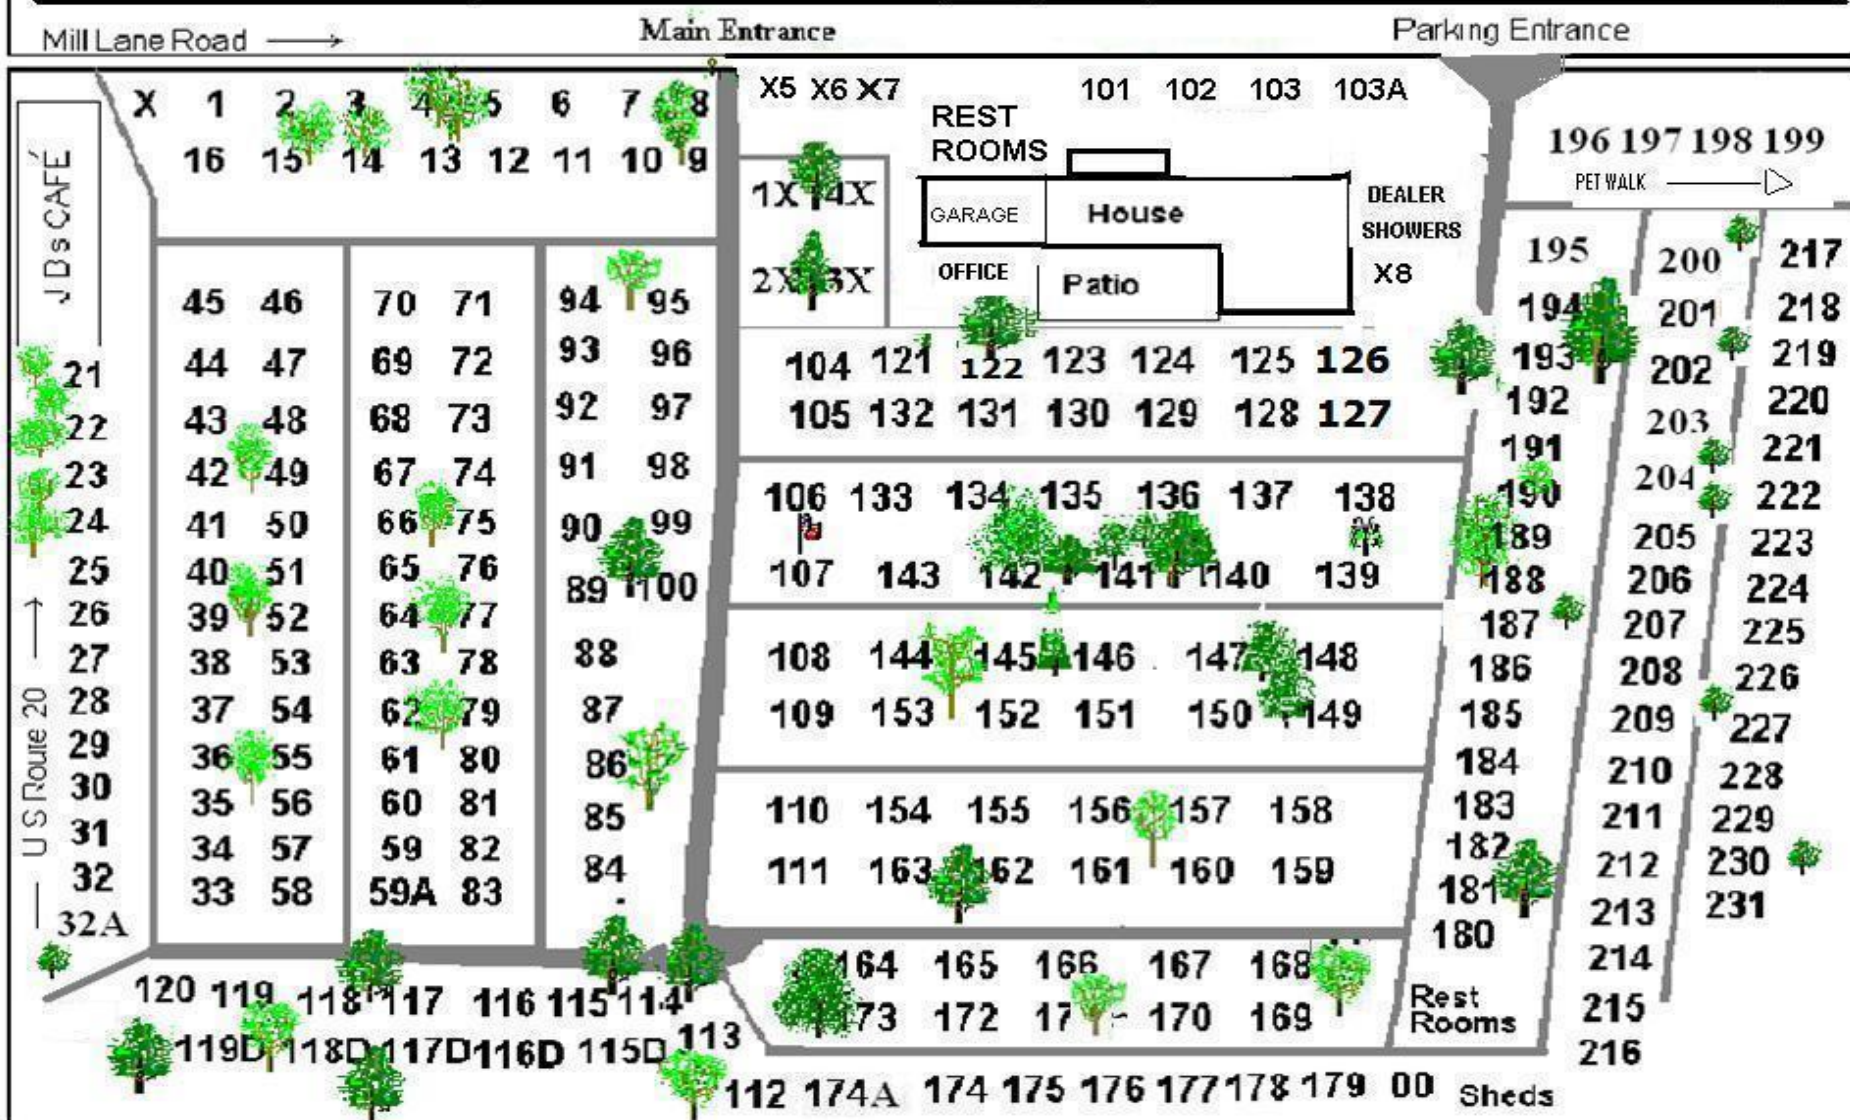 Mill Lane Road
Main Entrance
Parking Entrance
X 1 2 3 4 5 6 7 8
16 15 14 13 12 11 10 9
X5 X6 X7
101 102 103 103A
REST
ROOMS
1X 4X
2X 3X
GARAGE
House
OFFICE
Patio
DEALER
SHOWERS
X8
196 197 198 199
PET WALK
J B s CAFÉ
U S Route 20
21
22
23
24
25
26
27
28
29
30
31
32
32A
45 46
44 47
43 48
42 49
41 50
40 51
39 52
38 53
37 54
36 55
35 56
34 57
33 58
70 71
69 72
68 73
67 74
66 75
65 76
64 77
63 78
62 79
61 80
60 81
59 82
59A 83
94 95
93 96
92 97
91 98
90 99
89 100
88
87
86
85
84
104 121 122 123 124 125 126
105 132 131 130 129 128 127
106 133 134 135 136 137 138
107 143 142 141 140 139
108 144 145 146 147 148
109 153 152 151 150 149
110 154 155 156 157 158
111 163 162 161 160 159
164 165 166 167 168
73 172 17 170 169
120 119 118 117 116 115 114
119D 118D 117D 116D 115D 113
112 174A 174 175 176 177 178 179 00 Sheds
195
194
193
192
191
190
189
188
187
186
185
184
183
182
181
180
Rest
Rooms
200
201
202
203
204
205
206
207
208
209
210
211
212
213
214
215
216
217
218
219
220
221
222
223
224
225
226
227
228
229
230
231